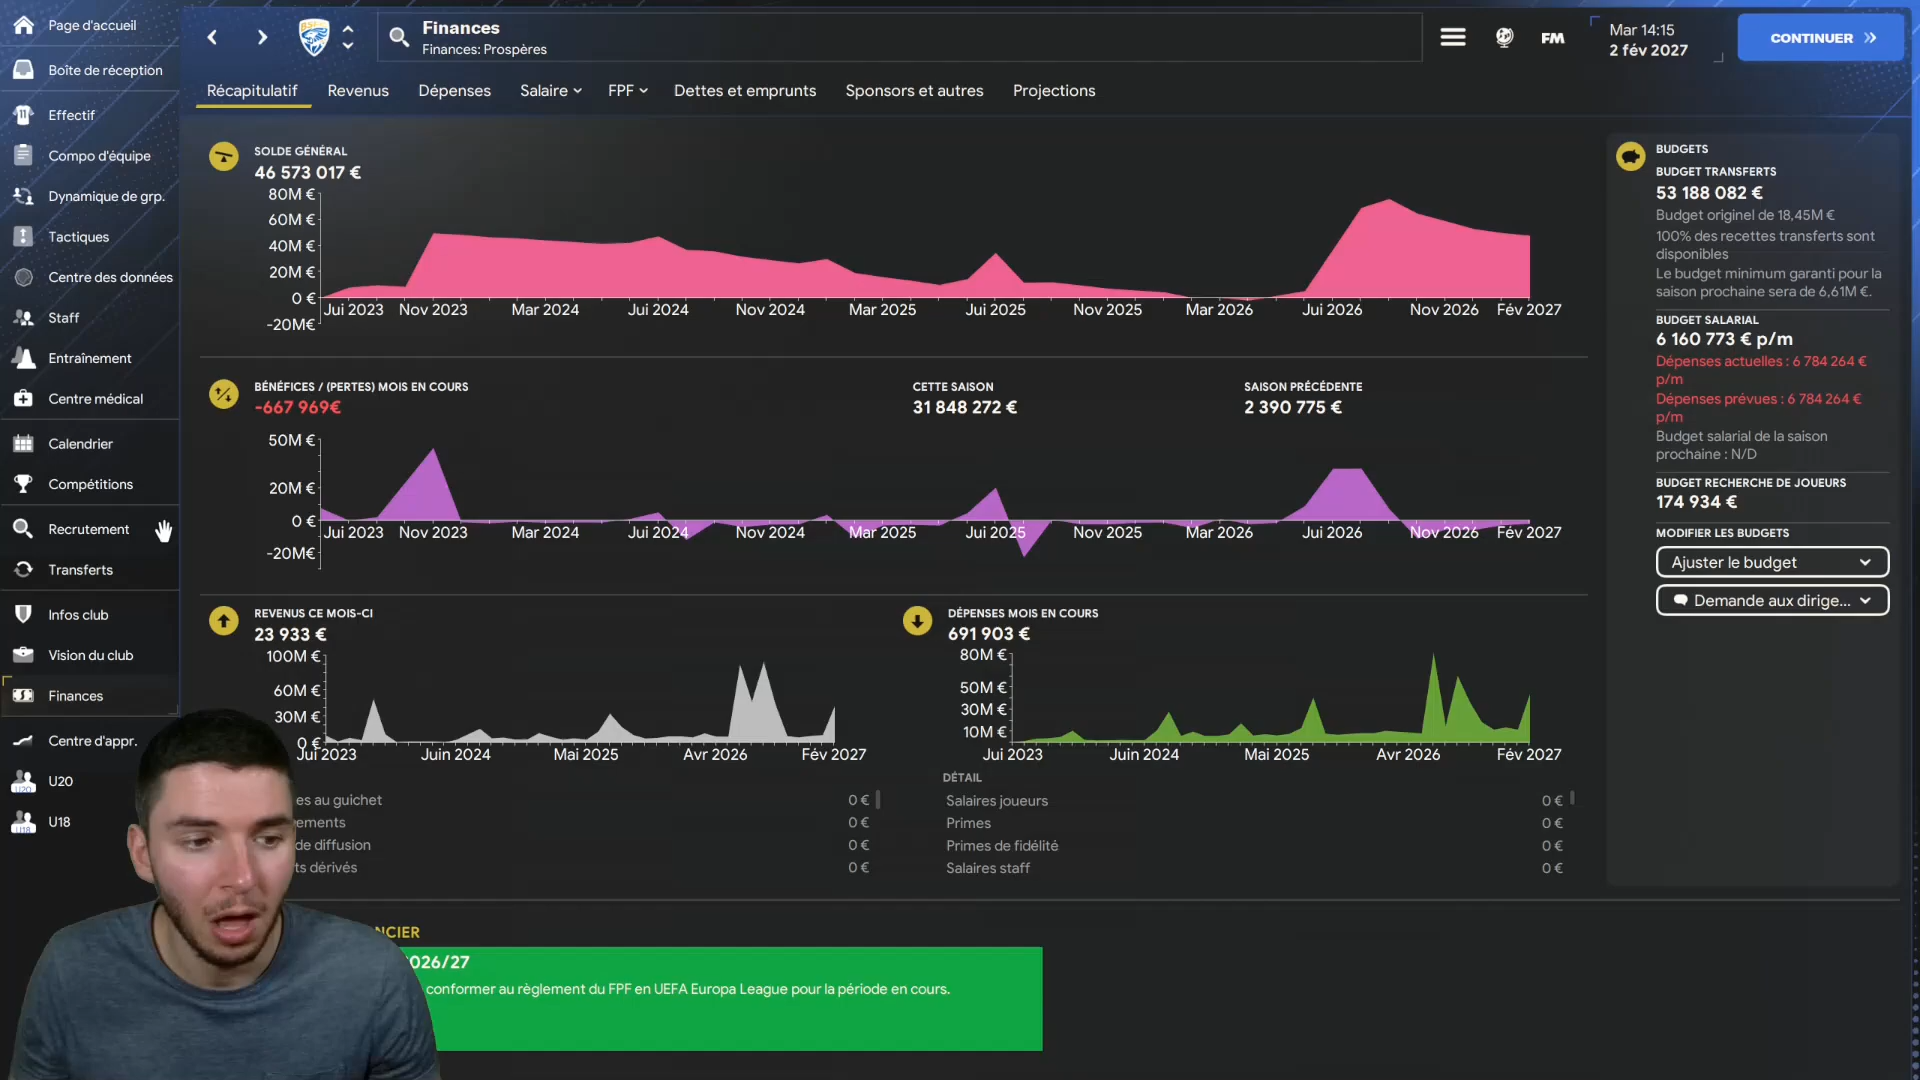 Page d'accueil
Boîte de réception
Effectif
Compo d'équipe
Dynamique de grp.
Tactiques
Centre des données
Staff
Entraînement
Centre médical
Calendrier
Compétitions
Recrutement
Transferts
Infos club
Vision du club
Finances
Centre d'appr.
U20
U18
Finances
Finances: Prospères
FM
Mar 14:15
2 fév 2027
CONTINUER
Récapitulatif Revenus Dépenses Salaire FPF Dettes et emprunts Sponsors et autres Projections
SOLDE GÉNÉRAL
46 573 017 €
80M €
60M €
40M €
20M €
0 €
-20M€
Jui 2023 Nov 2023 Mar 2024 Jui 2024 Nov 2024 Mar 2025 Jui 2025 Nov 2025 Mar 2026 Jui 2026 Nov 2026 Fév 2027
BÉNÉFICES / (PERTES) MOIS EN COURS
-667 969€
CETTE SAISON
31 848 272 €
SAISON PRÉCÉDENTE
2 390 775 €
50M €
20M €
0 €
-20M€
Jui 2023 Nov 2023 Mar 2024 Jui 2024 Nov 2024 Mar 2025 Jui 2025 Nov 2025 Mar 2026 Jui 2026 Nov 2026 Fév 2027
REVENUS CE MOIS-CI
23 933 €
100M €
60M €
30M €
0 €
Jui 2023 Juin 2024 Mai 2025 Avr 2026 Fév 2027
es au guichet 0 €
ements 0 €
de diffusion 0 €
ts dérivés 0 €
DÉPENSES MOIS EN COURS
691 903 €
80M €
50M €
30M €
10M €
Jui 2023 Juin 2024 Mai 2025 Avr 2026 Fév 2027
DÉTAIL
Salaires joueurs 0 €
Primes 0 €
Primes de fidélité 0 €
Salaires staff 0 €
NCIER
026/27
conformer au règlement du FPF en UEFA Europa League pour la période en cours.
BUDGETS
BUDGET TRANSFERTS
53 188 082 €
Budget originel de 18,45M €
100% des recettes transferts sont
disponibles
Le budget minimum garanti pour la
saison prochaine sera de 6,61M €.
BUDGET SALARIAL
6 160 773 € p/m
Dépenses actuelles : 6 784 264 €
p/m
Dépenses prévues : 6 784 264 €
p/m
Budget salarial de la saison
prochaine : N/D
BUDGET RECHERCHE DE JOUEURS
174 934 €
MODIFIER LES BUDGETS
Ajuster le budget
Demande aux dirige...